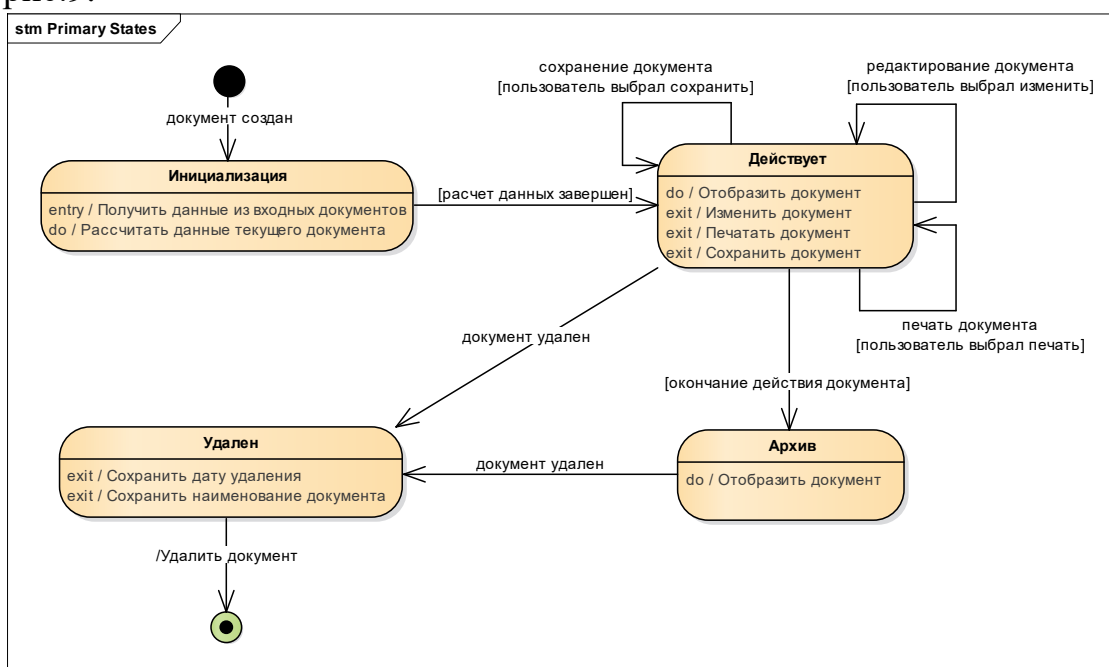 stm Primary States
документ создан
Инициализация
entry / Получить данные из входных документов
do / Рассчитать данные текущего документа
[расчет данных завершен]
сохранение документа
[пользователь выбрал сохранить]
редактирование документа
[пользователь выбрал изменить]
Действует
do / Отобразить документ
exit / Изменить документ
exit / Печатать документ
exit / Сохранить документ
печать документа
[пользователь выбрал печать]
документ удален
[окончание действия документа]
Удален
exit / Сохранить дату удаления
exit / Сохранить наименование документа
документ удален
Архив
do / Отобразить документ
/Удалить документ